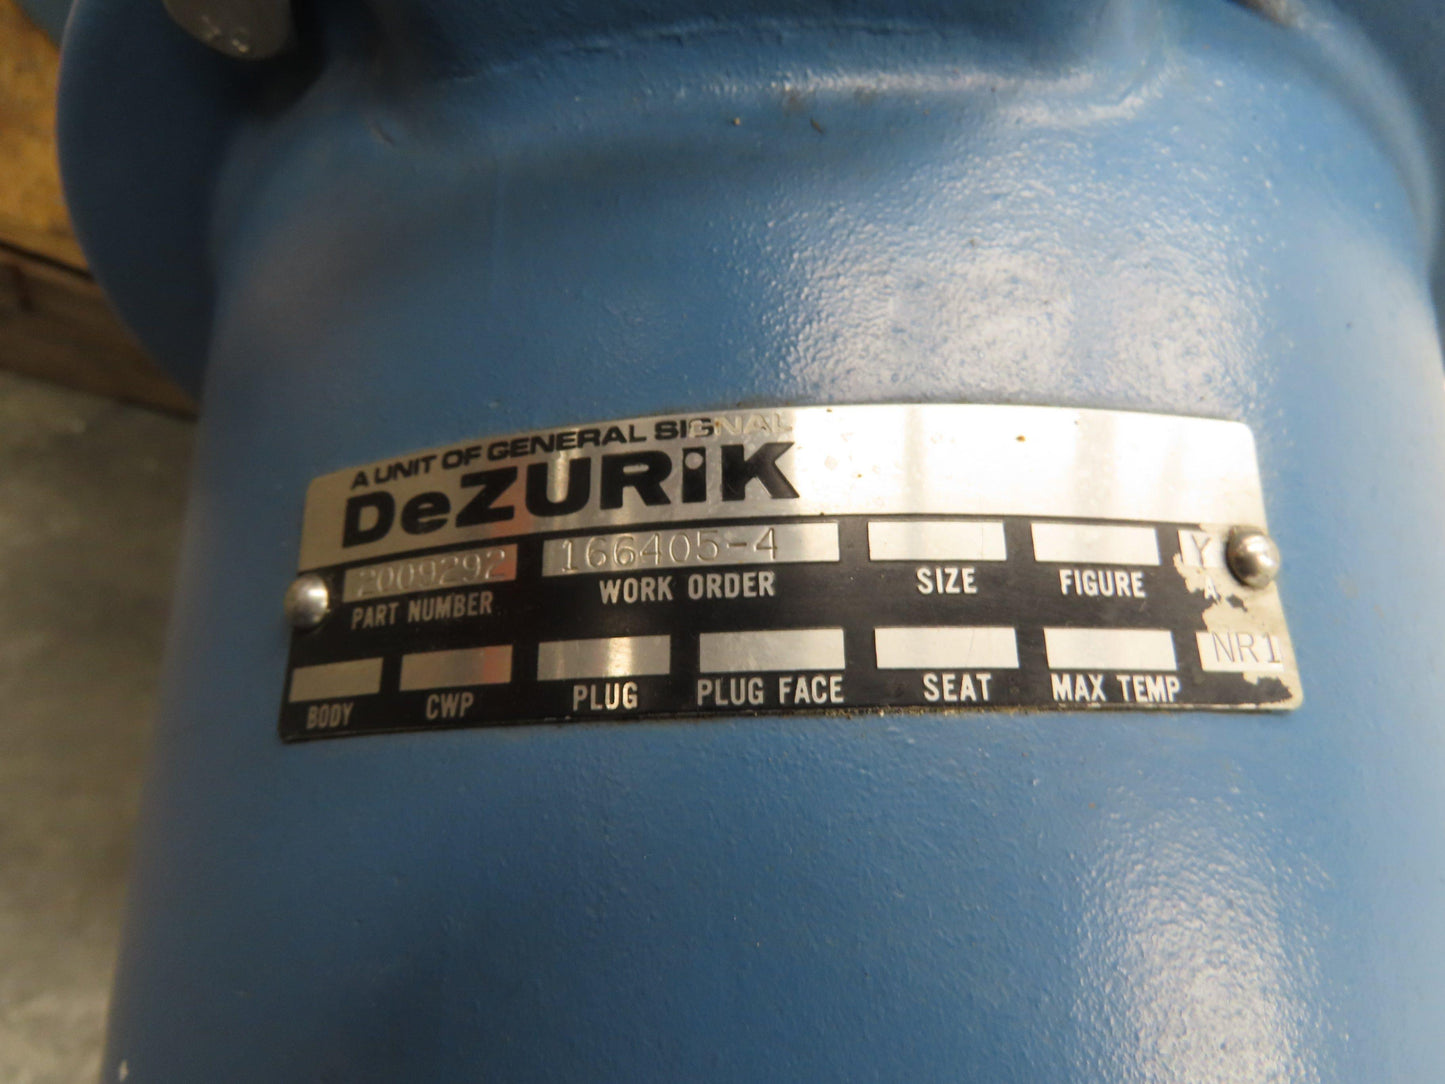 A UNIT OF GENERAL SIGNAL
DeZURiK
2009292 166405-4 Y
PART NUMBER WORK ORDER SIZE FIGURE A
NR1
BODY CWP PLUG PLUG FACE SEAT MAX TEMP